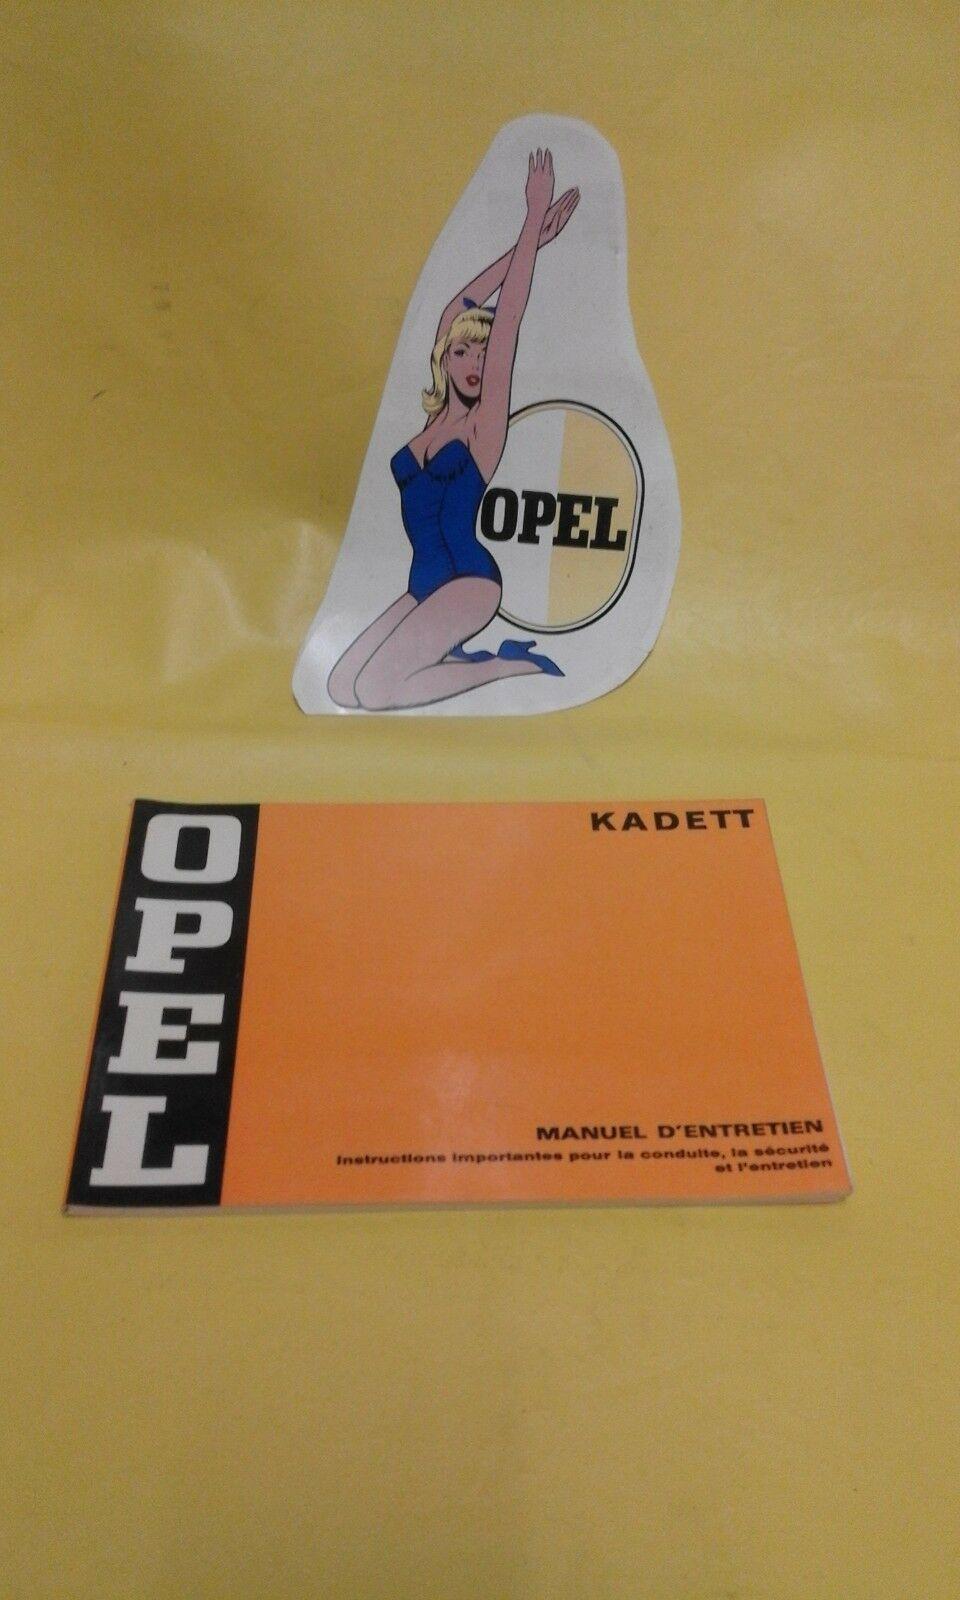 OPEL
OPEL
KADETT
MANUEL D'ENTRETIEN
Instructions importantes pour la conduite, la sécurité
et l'entretien